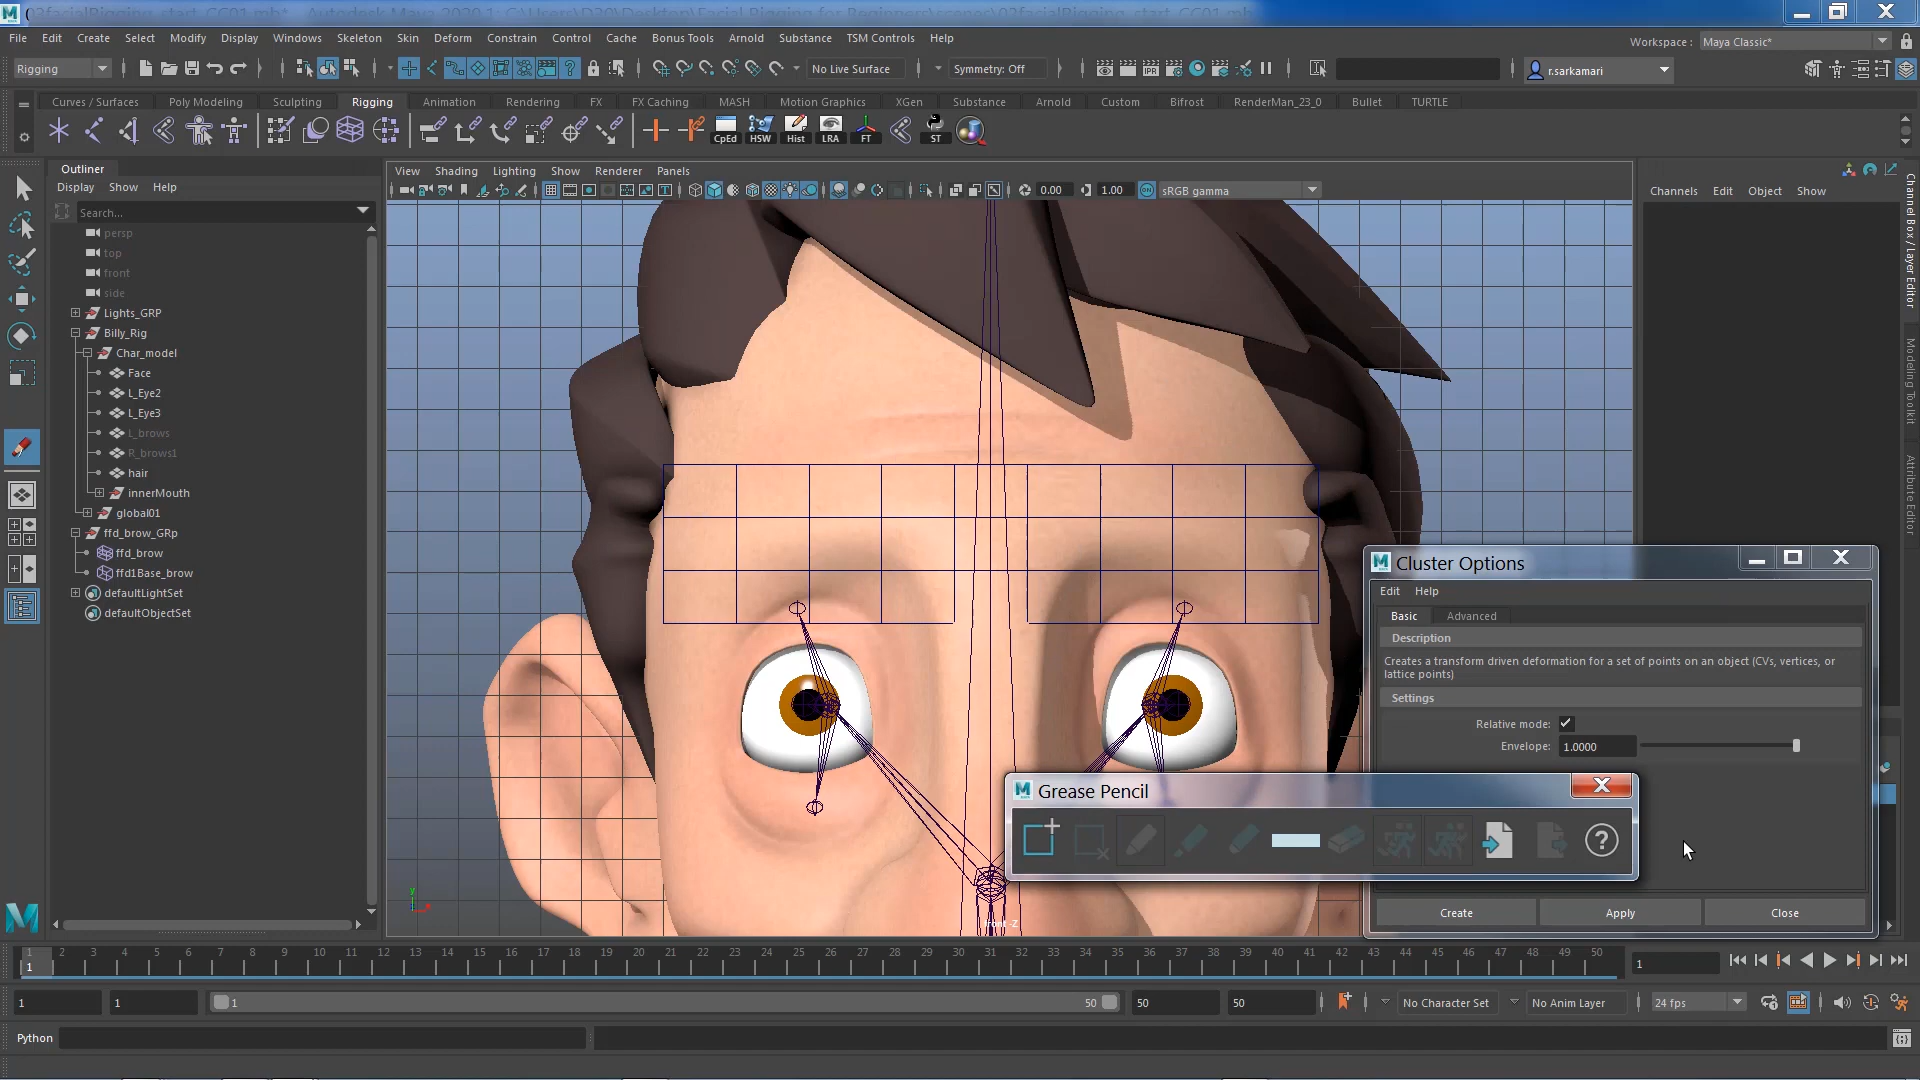 File Edit Create Select Modify Display Windows Skeleton Skin Deform Constrain Control Cache Bonus Tools Arnold Substance TSM Controls Help
Workspace : Maya Classic*
Rigging No Live Surface Symmetry: Off r.sarkamari
Curves / Surfaces Poly Modeling Sculpting Rigging Animation Rendering FX FX Caching MASH Motion Graphics XGen Substance Arnold Custom Bifrost RenderMan_23_0 Bullet TURTLE
CpEd HSW Hist LRA FT ST
Outliner
Display Show Help
Search...
persp
top
front
side
Lights_GRP
Billy_Rig
Char_model
Face
L_Eye2
L_Eye3
L_brows
R_brows1
hair
innerMouth
global01
ffd_brow_GRp
ffd_brow
ffd1Base_brow
defaultLightSet
defaultObjectSet
View Shading Lighting Show Renderer Panels
0.00 1.00 sRGB gamma
Channels Edit Object Show
Channel Box / Layer Editor
Modeling Toolkit
Attribute Editor
Cluster Options
Edit Help
Basic Advanced
Description
Creates a transform driven deformation for a set of points on an object (CVs, vertices, or
lattice points)
Settings
Relative mode:
Envelope: 1.0000
Create Apply Close
Grease Pencil
1 2 3 4 5 6 7 8 9 10 11 12 13 14 15 16 17 18 19 20 21 22 23 24 25 26 27 28 29 30 31 32 33 34 35 36 37 38 39 40 41 42 43 44 45 46 47 48 49 50
1 1
1 1 1 50 50 50 No Character Set No Anim Layer 24 fps
Python